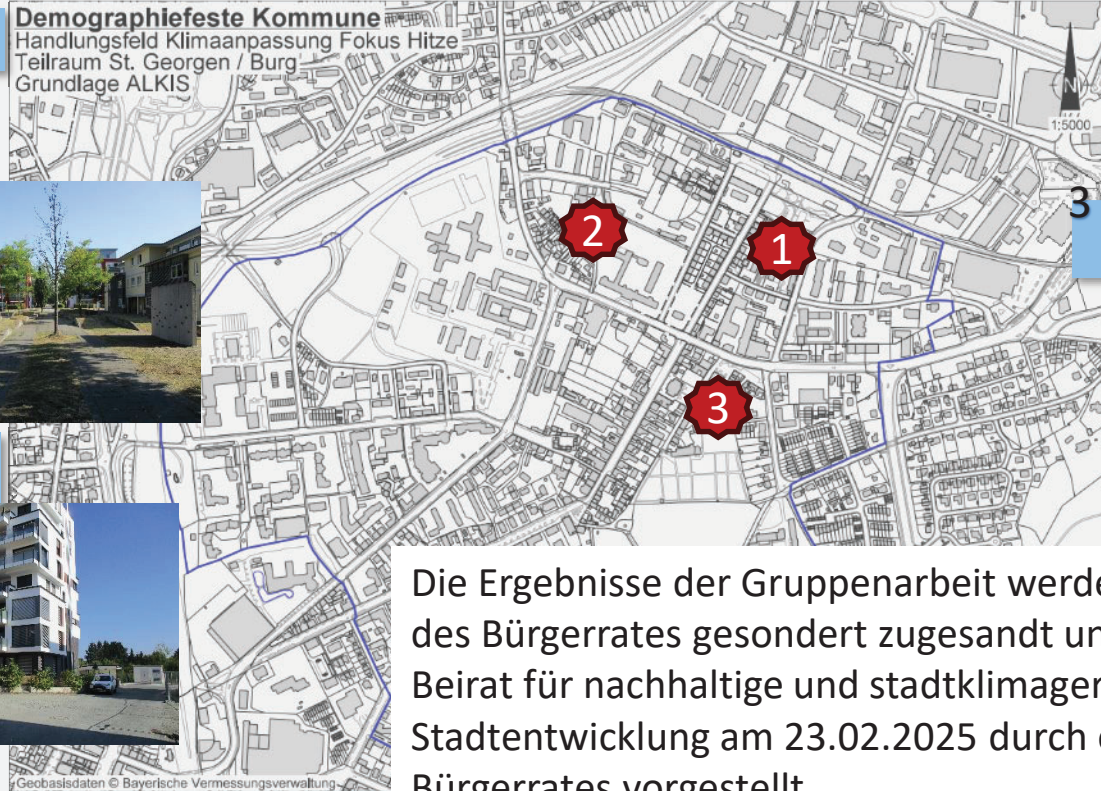 Demographiefeste Kommune
Handlungsfeld Klimaanpassung Fokus Hitze
Teilraum St. Georgen / Burg
Grundlage ALKIS
N
1:5000
3
2
1
3
Die Ergebnisse der Gruppenarbeit werde
des Bürgerrates gesondert zugesandt un
Beirat für nachhaltige und stadtklimager
Stadtentwicklung am 23.02.2025 durch
Bürgerrates vorgestellt
Geobasisdaten © Bayerische Vermessungsverwaltung